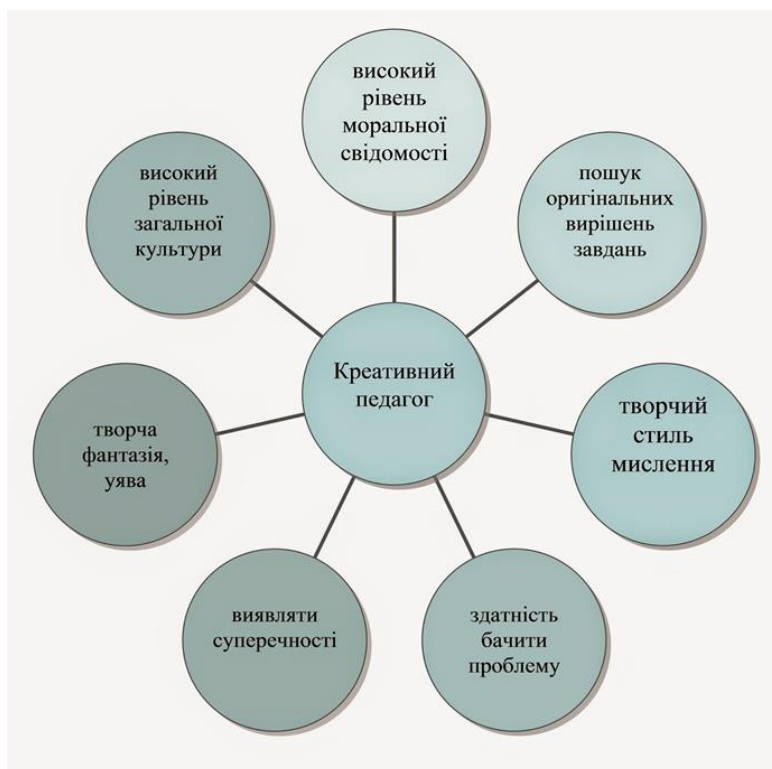 високий
рівень
моральної
свідомості
пошук
оригінальних
вирішень
завдань
творчий
стиль
мислення
здатність
бачити
проблему
виявляти
суперечності
творча
фантазія,
уява
високий
рівень
загальної
культури
Креативний
педагог